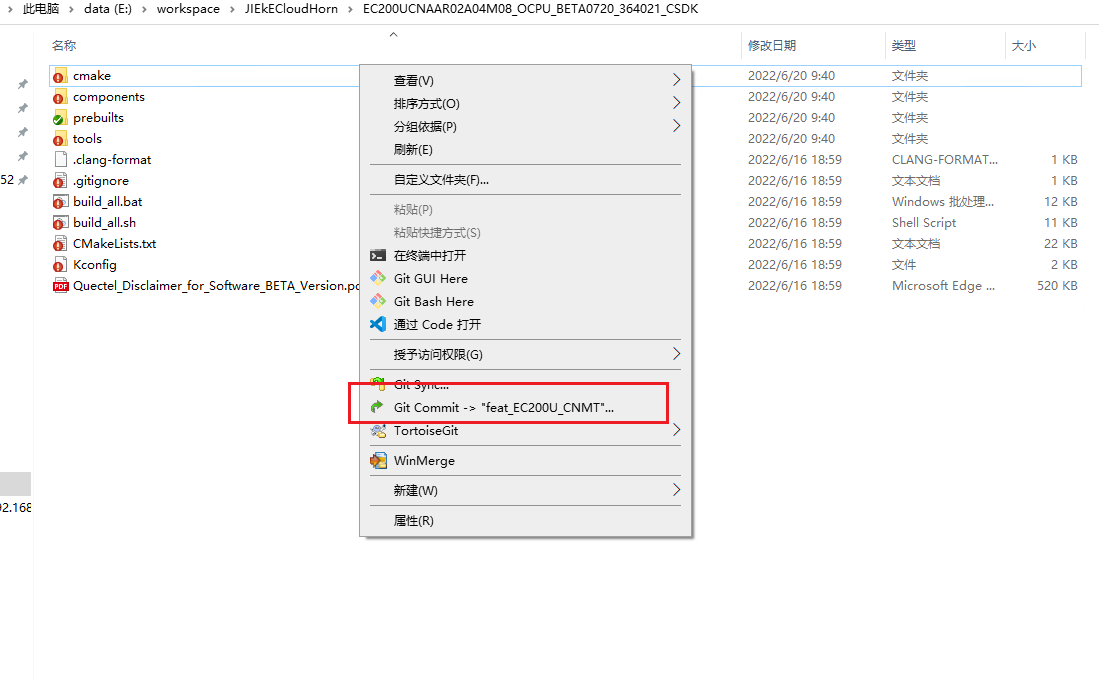 此电脑 › data (E:) › workspace › JIEkECloudHorn › EC200UCNAAR02A04M08_OCPU_BETA0720_364021_CSDK
名称 修改日期 类型 大小
cmake 2022/6/20 9:40 文件夹
components 2022/6/20 9:40 文件夹
prebuilts 2022/6/20 9:40 文件夹
tools 2022/6/20 9:40 文件夹
.clang-format 2022/6/16 18:59 CLANG-FORMAT... 1 KB
52
.gitignore 2022/6/16 18:59 文本文档 1 KB
build_all.bat 2022/6/16 18:59 Windows 批处理... 12 KB
build_all.sh 2022/6/16 18:59 Shell Script 11 KB
CMakeLists.txt 2022/6/16 18:59 文本文档 22 KB
Kconfig 2022/6/16 18:59 文件 2 KB
PDF Quectel_Disclaimer_for_Software_BETA_Version.pd 2022/6/16 18:59 Microsoft Edge ... 520 KB
查看(V)
排序方式(O)
分组依据(P)
刷新(E)
自定义文件夹(F)...
粘贴(P)
粘贴快捷方式(S)
在终端中打开
Git GUI Here
Git Bash Here
通过 Code 打开
授予访问权限(G)
Git Sync...
Git Commit -> "feat_EC200U_CNMT"...
TortoiseGit
WinMerge
新建(W)
92.168
属性(R)